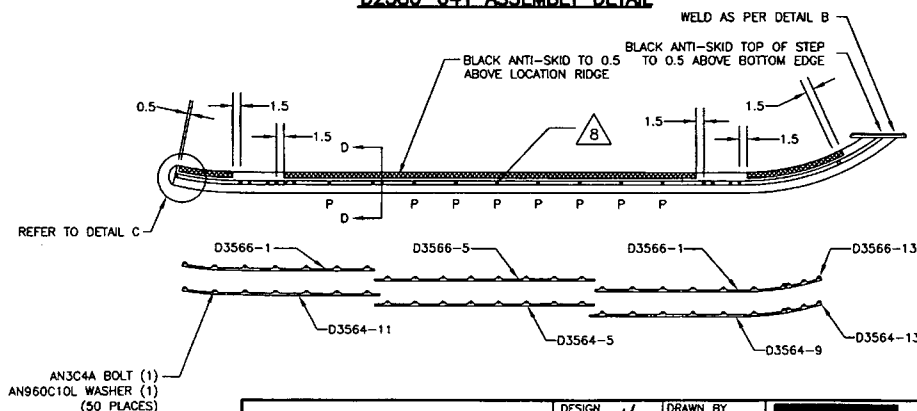 D2580-041 ASSEMBLY DETAIL
WELD AS PER DETAIL B
BLACK ANTI-SKID TO 0.5
ABOVE LOCATION RIDGE
BLACK ANTI-SKID TOP OF STEP
TO 0.5 ABOVE BOTTOM EDGE
0.5
1.5
1.5
1.5
1.5
1.5
8
D
D
P P P P P P P P
REFER TO DETAIL C
D3566-1
D3566-5
D3566-1
D3566-13
D3564-11
D3564-5
D3564-9
D3564-13
AN3C4A BOLT (1)
AN960C10L WASHER (1)
(50 PLACES)
DESIGN
DRAWN BY